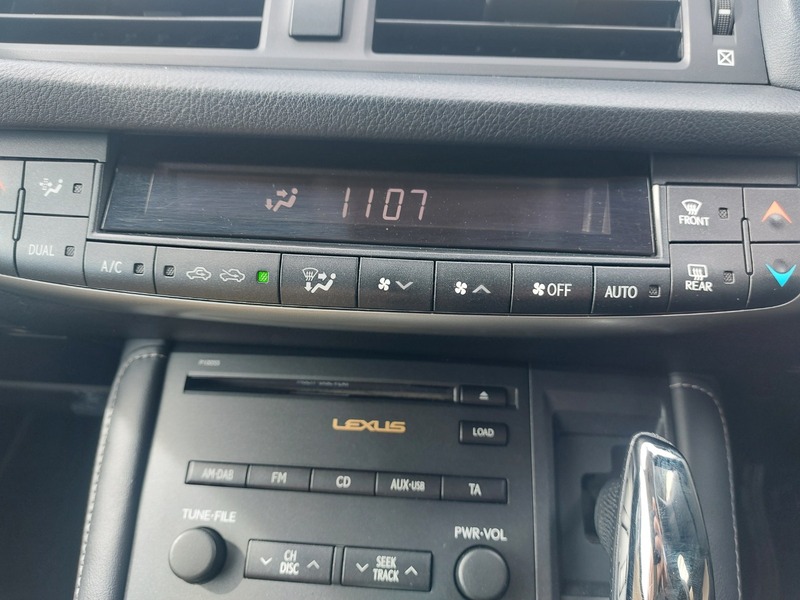 1107
FRONT
DUAL
A/C
OFF
AUTO
REAR
LEXUS
LOAD
AM·DAB
FM
CD
AUX·USB
TA
TUNE·FILE
PWR·VOL
CH
DISC
SEEK
TRACK